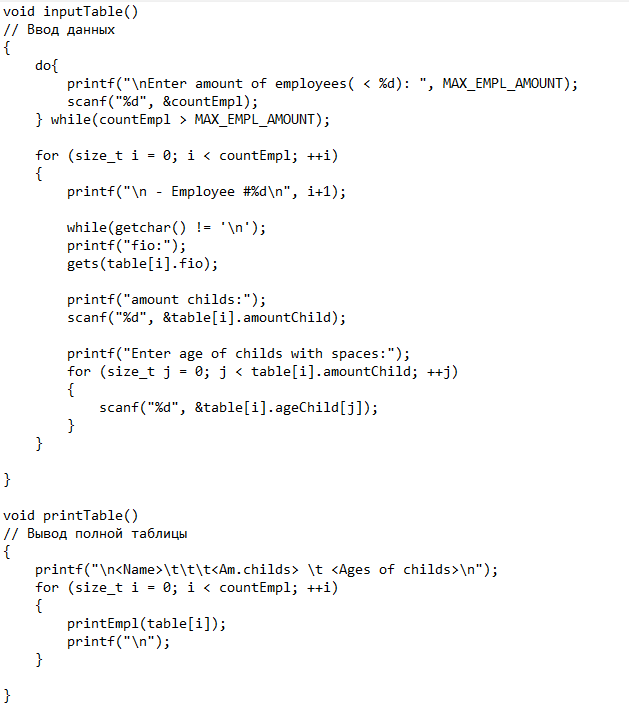 void inputTable()
// Ввод данных
{
    do{
        printf("\nEnter amount of employees( < %d): ", MAX_EMPL_AMOUNT);
        scanf("%d", &countEmpl);
    } while(countEmpl > MAX_EMPL_AMOUNT);

    for (size_t i = 0; i < countEmpl; ++i)
    {
        printf("\n - Employee #%d\n", i+1);

        while(getchar() != '\n');
        printf("fio:");
        gets(table[i].fio);

        printf("amount childs:");
        scanf("%d", &table[i].amountChild);

        printf("Enter age of childs with spaces:");
        for (size_t j = 0; j < table[i].amountChild; ++j)
        {
            scanf("%d", &table[i].ageChild[j]);
        }
    }

}

void printTable()
// Вывод полной таблицы
{
    printf("\n<Name>\t\t\t<Am.childs> \t <Ages of childs>\n");
    for (size_t i = 0; i < countEmpl; ++i)
    {
        printEmpl(table[i]);
        printf("\n");
    }

}